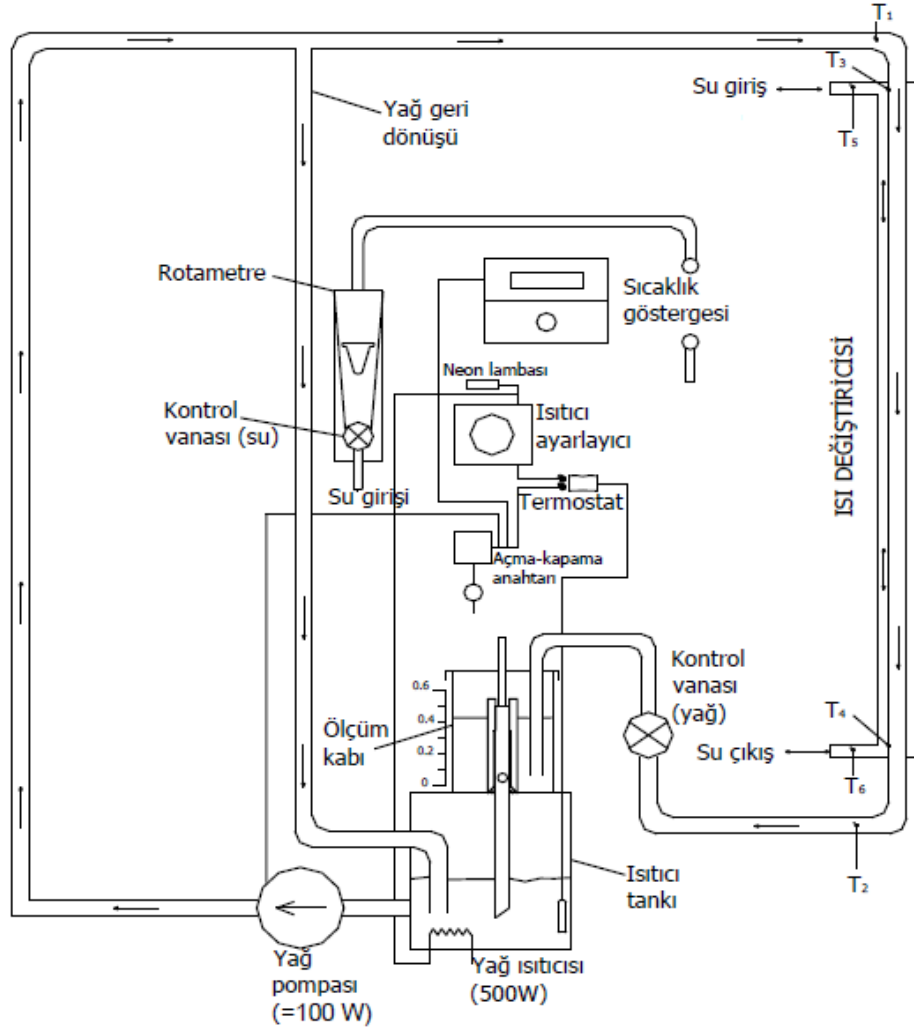 T₁
T₃
Su giriş
T₅
Yağ geri
dönüşü
Rotametre
Sıcaklık
göstergesi
Neon lambası
Kontrol
vanası (su)
Isıtıcı
ayarlayıcı
ISI DEĞİŞTİRİCİSİ
Su girişi
Termostat
Açma-kapama
anahtarı
Kontrol
vanası
(yağ)
0.6
0.4
0.2
0
Ölçüm
kabı
T₄
Su çıkış
T₆
T₂
Isıtıcı
tankı
Yağ
pompası
(=100 W)
Yağ ısıtıcısı
(500W)